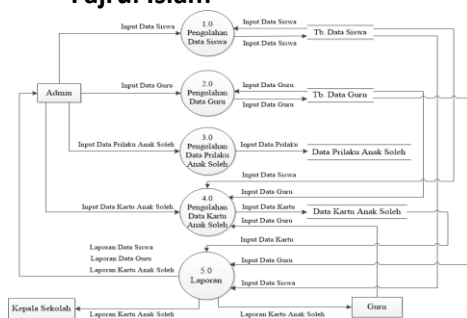 Fajrul Islam
Input Data Siswa
1.0
Pengolahan
Data Siswa
Input Data Siswa
Input Data Siswa
Tb. Data Siswa
Admin
Input Data Guru
2.0
Pengolahan
Data Guru
Input Data Guru
Input Data Guru
Tb. Data Guru
Input Data Prilaku Anak Soleh
3.0
Pengolahan
Data Prilaku
Anak Soleh
Input Data Prilaku
Data Prilaku Anak Soleh
Input Data Siswa
Input Data Kartu Anak Soleh
4.0
Pengolahan
Data Kartu
Anak Soleh
Input Data Guru
Input Data Kartu
Input Data Guru
Data Kartu Anak Soleh
Input Data Kartu
Laporan Data Siswa
Laporan Data Guru
Laporan Kartu Anak Soleh
5.0
Laporan
Input Data Guru
Input Data Siswa
Kepala Sekolah
Laporan Kartu Anak Soleh
Laporan Kartu Anak Soleh
Guru